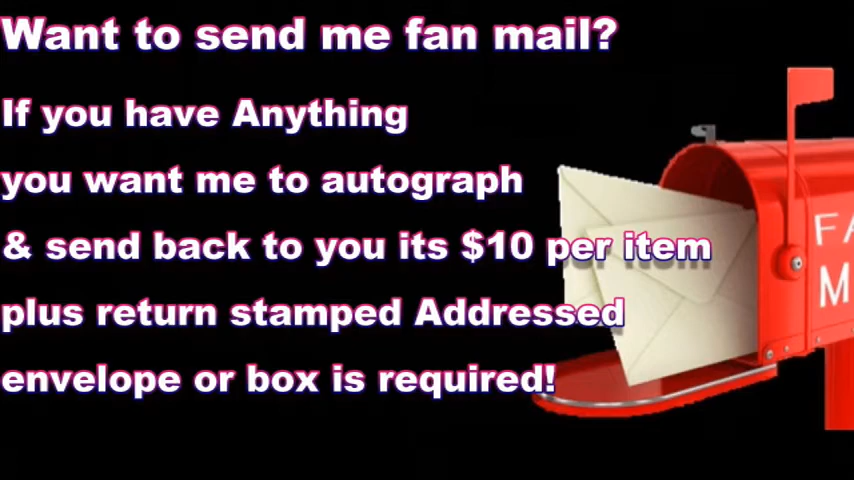 Want to send me fan mail?
If you have Anything
you want me to autograph
& send back to you its $10 per item
plus return stamped Addressed
envelope or box is required!
FA
M